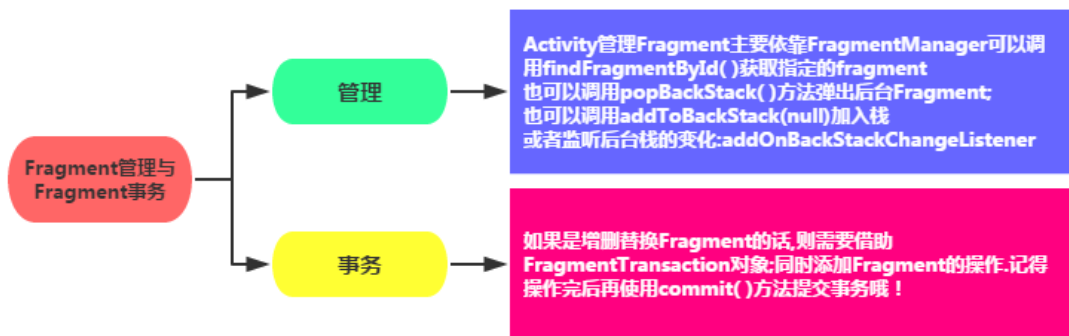 Fragment管理与
Fragment事务
管理
Activity管理Fragment主要依靠FragmentManager可以调
用findFragmentById( )获取指定的fragment
也可以调用popBackStack( )方法弹出后台Fragment;
也可以调用addToBackStack(null)加入栈
或者监听后台栈的变化:addOnBackStackChangeListener
事务
如果是增删替换Fragment的话,则需要借助
FragmentTransaction对象;同时添加Fragment的操作.记得
操作完后再使用commit( )方法提交事务哦！